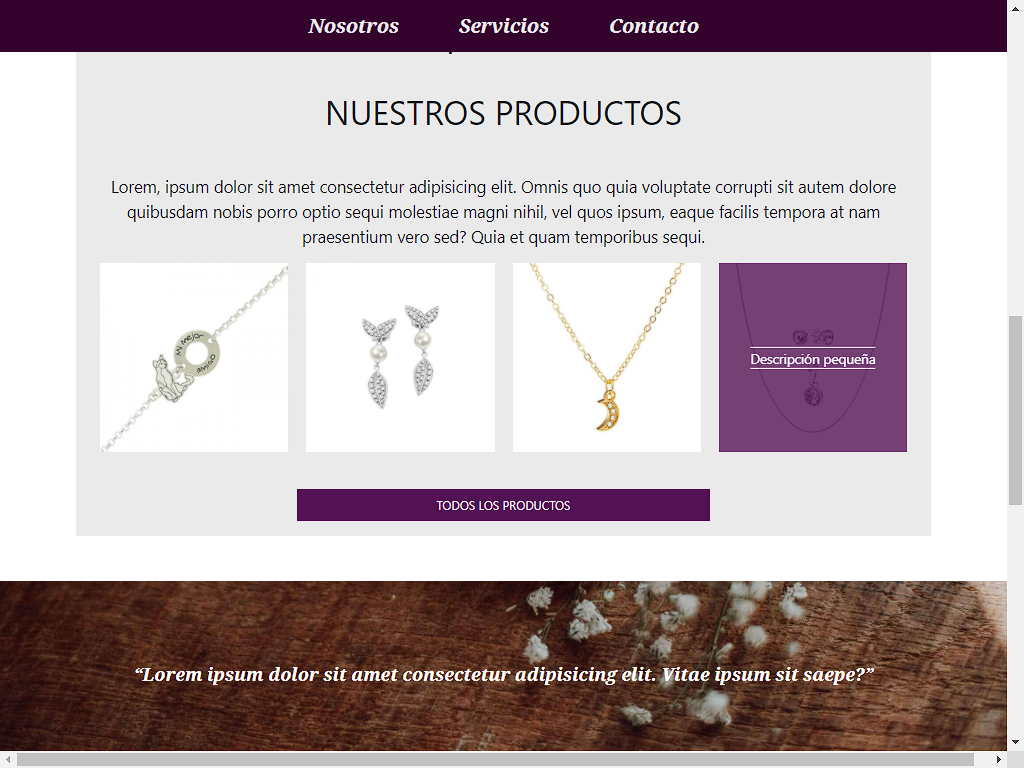 Nosotros Servicios Contacto
NUESTROS PRODUCTOS
Lorem, ipsum dolor sit amet consectetur adipisicing elit. Omnis quo quia voluptate corrupti sit autem dolore
quibusdam nobis porro optio sequi molestiae magni nihil, vel quos ipsum, eaque facilis tempora at nam
praesentium vero sed? Quia et quam temporibus sequi.
Mi mejor
amigo
Descripción pequeña
TODOS LOS PRODUCTOS
“Lorem ipsum dolor sit amet consectetur adipisicing elit. Vitae ipsum sit saepe?”